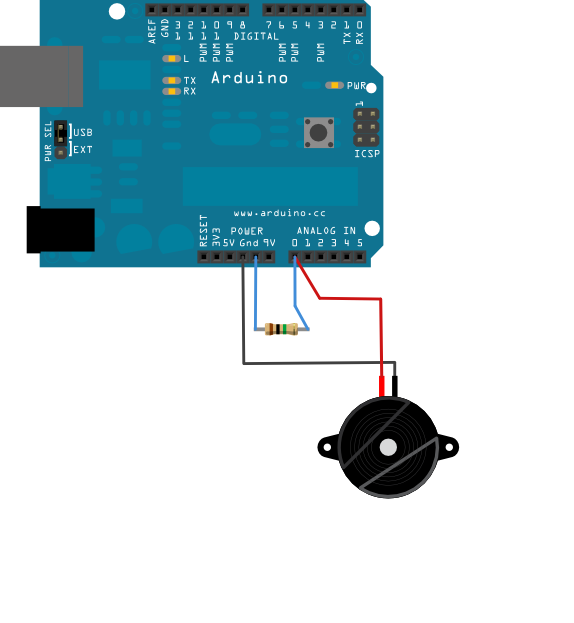 AREF
GND
13
12
11
10
9
8
7
6
5
4
3
2
1
0
DIGITAL
TX
RX
PWM
PWM
PWM
PWM
PWM
PWM
L
TX
RX
Arduino
PWR
1
ICSP
PWR SEL
USB
EXT
www.arduino.cc
POWER
ANALOG IN
RESET
3V3
5V
Gnd
9V
0
1
2
3
4
5